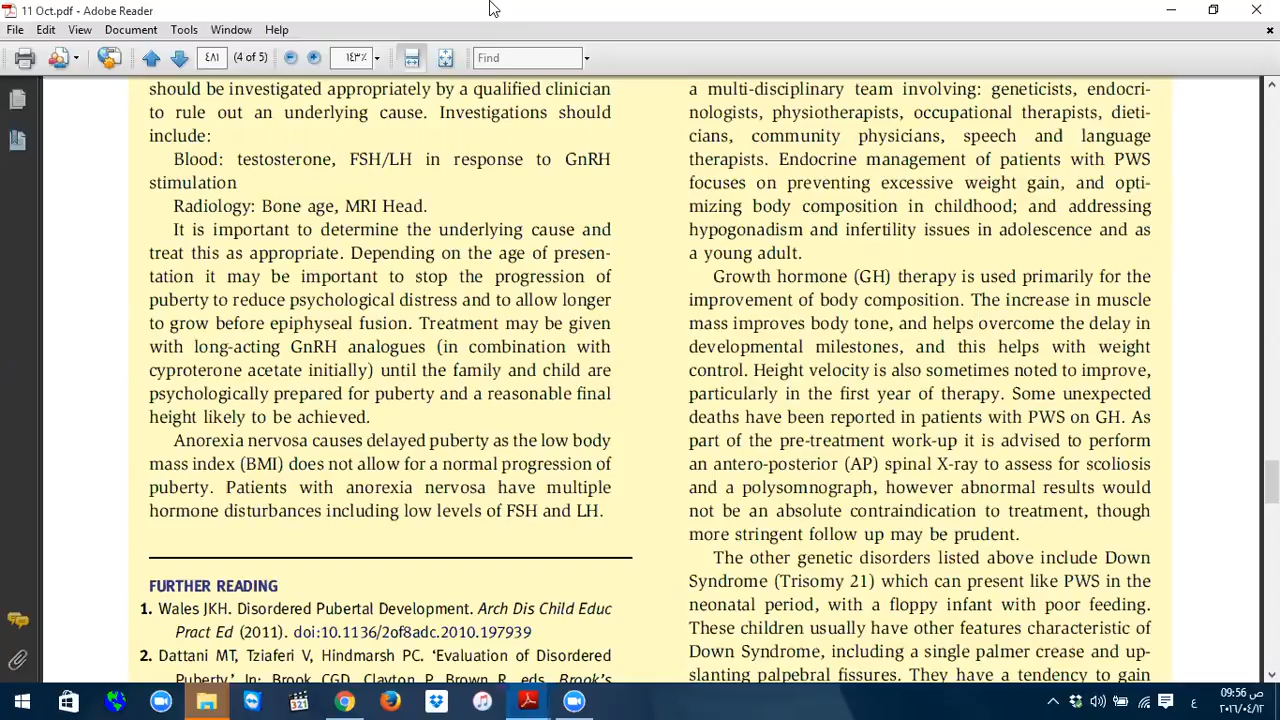 11 Oct.pdf - Adobe Reader
File Edit View Document Tools Window Help
٤٨١ (4 of 5) ١٤٣٪ Find
should be investigated appropriately by a qualified clinician
to rule out an underlying cause. Investigations should
include:
Blood: testosterone, FSH/LH in response to GnRH
stimulation
Radiology: Bone age, MRI Head.
It is important to determine the underlying cause and
treat this as appropriate. Depending on the age of presen-
tation it may be important to stop the progression of
puberty to reduce psychological distress and to allow longer
to grow before epiphyseal fusion. Treatment may be given
with long-acting GnRH analogues (in combination with
cyproterone acetate initially) until the family and child are
psychologically prepared for puberty and a reasonable final
height likely to be achieved.
Anorexia nervosa causes delayed puberty as the low body
mass index (BMI) does not allow for a normal progression of
puberty. Patients with anorexia nervosa have multiple
hormone disturbances including low levels of FSH and LH.
FURTHER READING
1. Wales JKH. Disordered Pubertal Development. Arch Dis Child Educ
Pract Ed (2011). doi:10.1136/2of8adc.2010.197939
2. Dattani MT, Tziaferi V, Hindmarsh PC. ‘Evaluation of Disordered
Puberty’ In: Brook CGD, Clayton P, Brown R, eds. Brook’s
a multi-disciplinary team involving: geneticists, endocri-
nologists, physiotherapists, occupational therapists, dieti-
cians, community physicians, speech and language
therapists. Endocrine management of patients with PWS
focuses on preventing excessive weight gain, and opti-
mizing body composition in childhood; and addressing
hypogonadism and infertility issues in adolescence and as
a young adult.
Growth hormone (GH) therapy is used primarily for the
improvement of body composition. The increase in muscle
mass improves body tone, and helps overcome the delay in
developmental milestones, and this helps with weight
control. Height velocity is also sometimes noted to improve,
particularly in the first year of therapy. Some unexpected
deaths have been reported in patients with PWS on GH. As
part of the pre-treatment work-up it is advised to perform
an antero-posterior (AP) spinal X-ray to assess for scoliosis
and a polysomnograph, however abnormal results would
not be an absolute contraindication to treatment, though
more stringent follow up may be prudent.
The other genetic disorders listed above include Down
Syndrome (Trisomy 21) which can present like PWS in the
neonatal period, with a floppy infant with poor feeding.
These children usually have other features characteristic of
Down Syndrome, including a single palmer crease and up-
slanting palpebral fissures. They have a tendency to gain
321
ع
09:56 ص
٢٠٢٦/٠٤/١٢